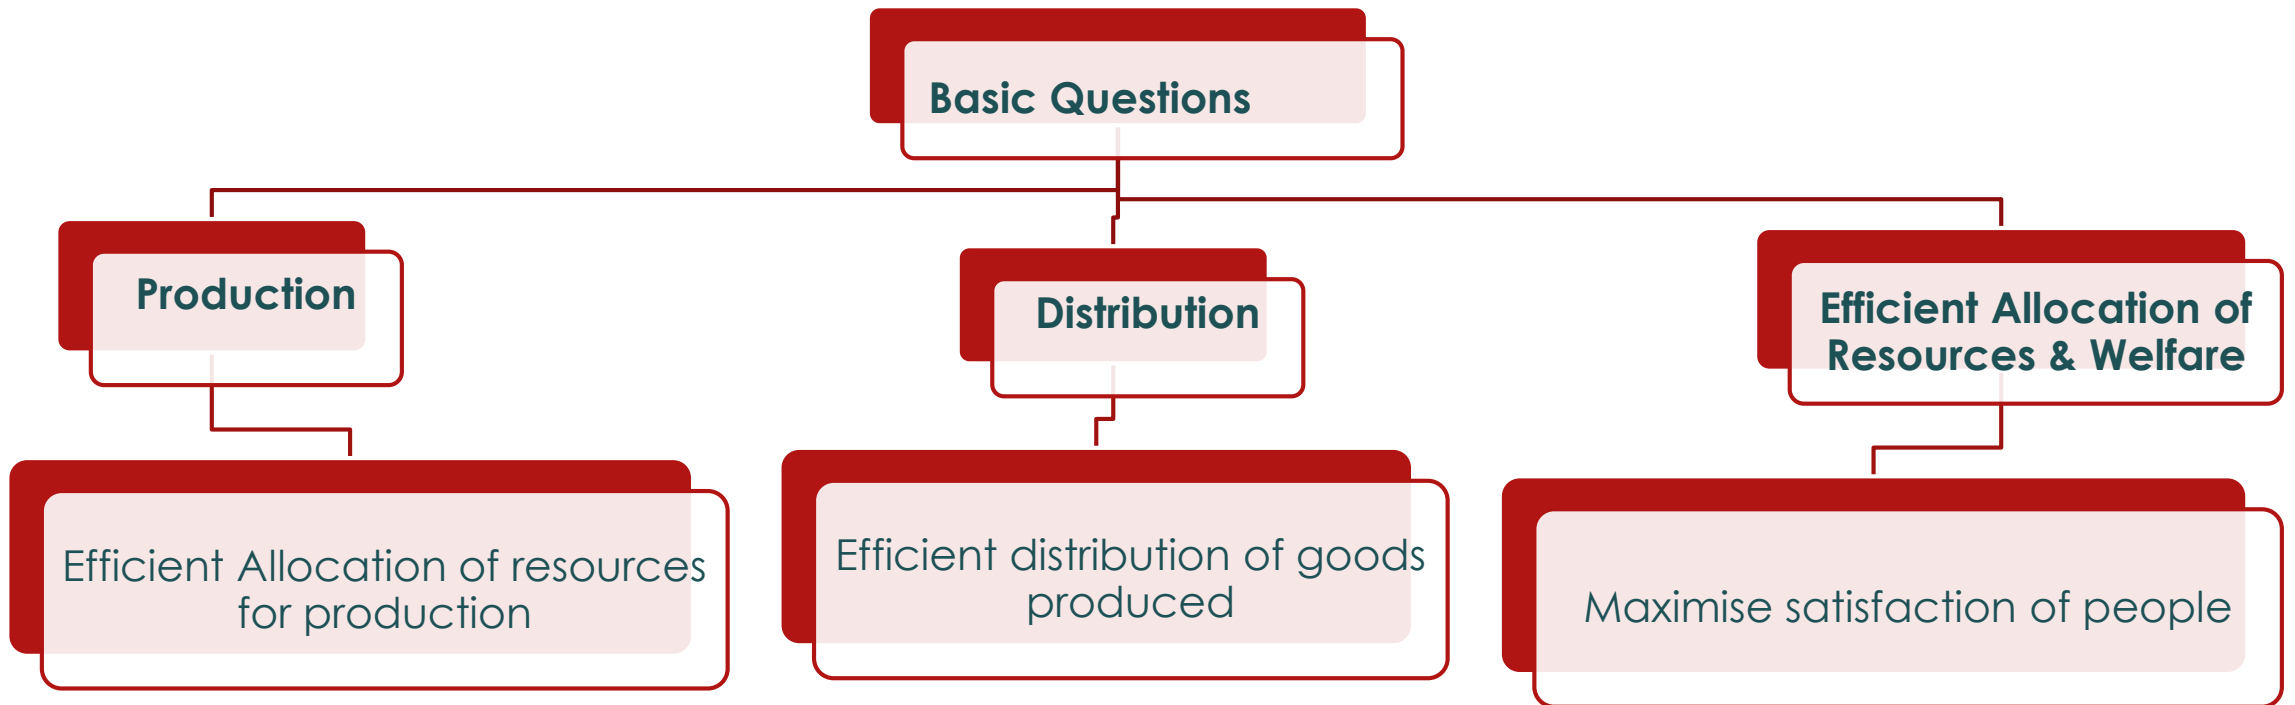 Basic Questions
Production
Distribution
Efficient Allocation of
Resources & Welfare
Efficient Allocation of resources
for production
Efficient distribution of goods
produced
Maximise satisfaction of people